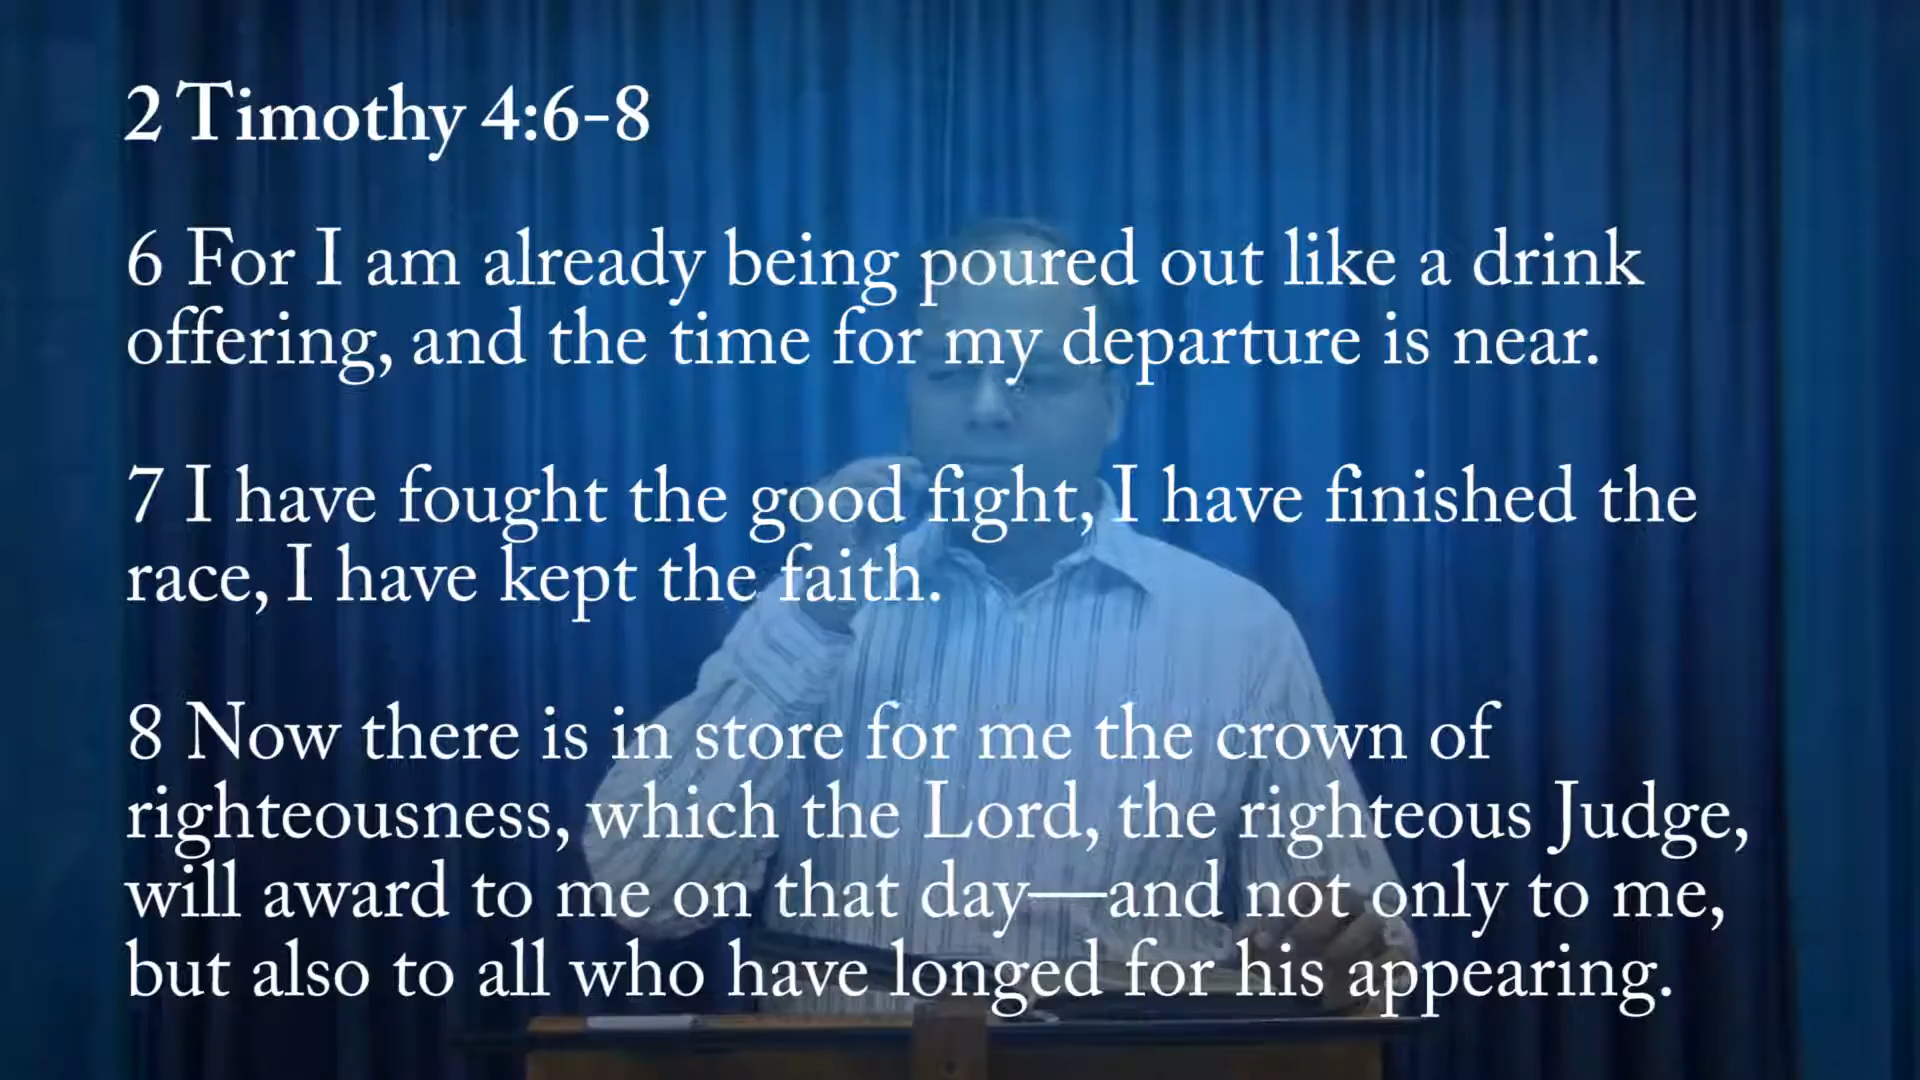 2 Timothy 4:6-8
6 For I am already being poured out like a drink
offering, and the time for my departure is near.
7 I have fought the good fight, I have finished the
race, I have kept the faith.
8 Now there is in store for me the crown of
righteousness, which the Lord, the righteous Judge,
will award to me on that day—and not only to me,
but also to all who have longed for his appearing.